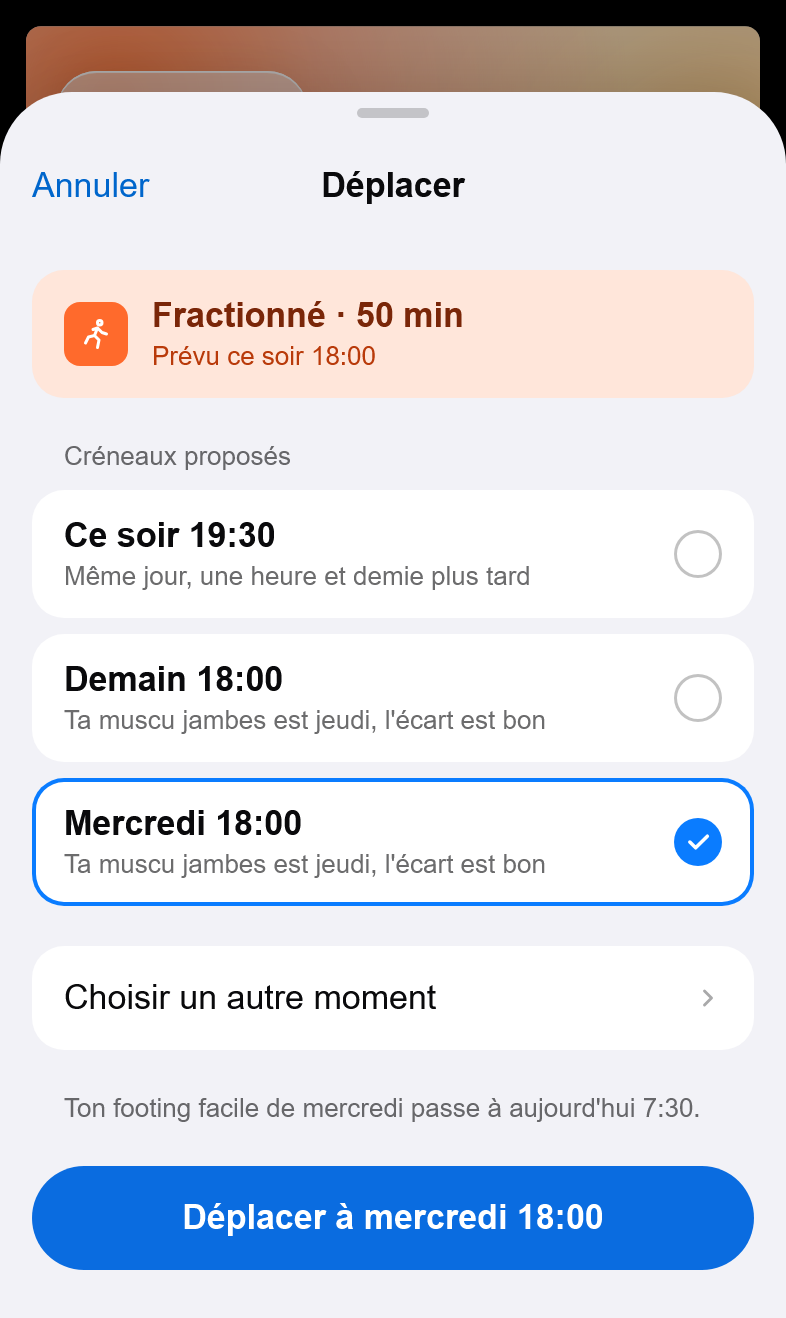 Annuler
Déplacer
Fractionné · 50 min
Prévu ce soir 18:00
Créneaux proposés
Ce soir 19:30
Même jour, une heure et demie plus tard
Demain 18:00
Ta muscu jambes est jeudi, l'écart est bon
Mercredi 18:00
Ta muscu jambes est jeudi, l'écart est bon
Choisir un autre moment
Ton footing facile de mercredi passe à aujourd'hui 7:30.
Déplacer à mercredi 18:00